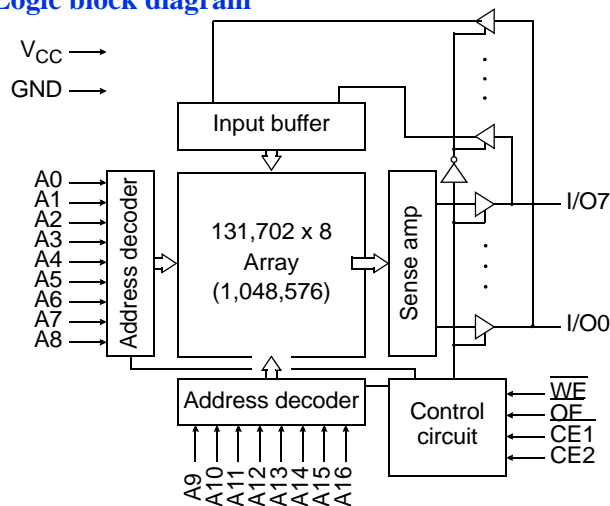 Logic block diagram
VCC
GND
Input buffer
A0
A1
A2
A3
A4
A5
A6
A7
A8
Address decoder
131,702 x 8
Array
(1,048,576)
Sense amp
I/O7
I/O0
Address decoder
Control
circuit
WE
OE
CE1
CE2
A9
A10
A11
A12
A13
A14
A15
A16